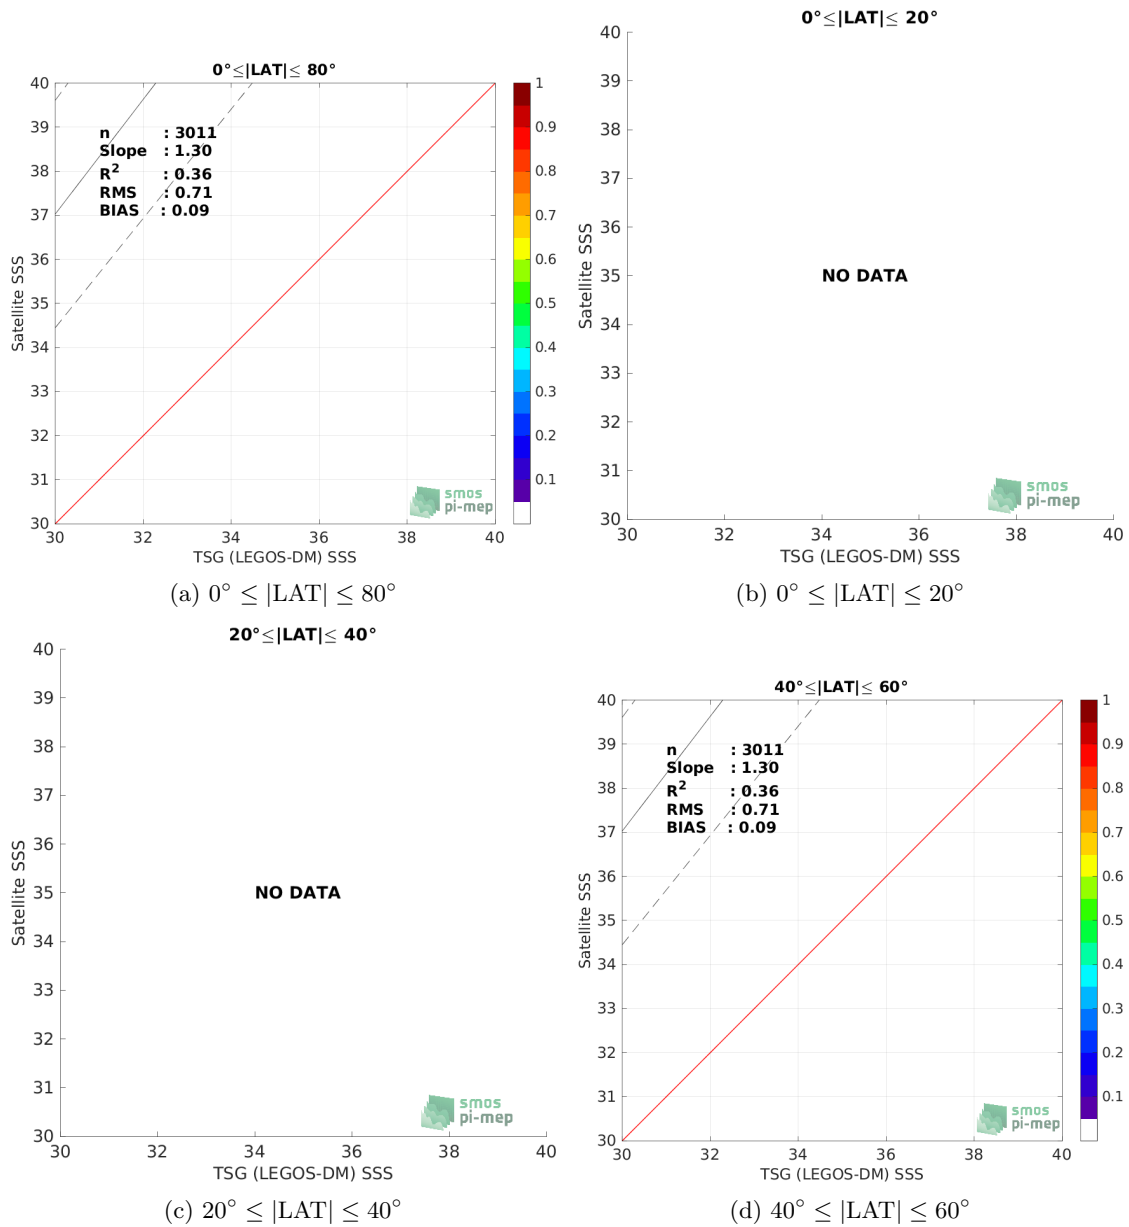 0°≤|LAT|≤ 80°
40
39
38
37
36
35
34
33
32
31
30
Satellite SSS
n : 3011
Slope : 1.30
R² : 0.36
RMS : 0.71
BIAS : 0.09
1
0.9
0.8
0.7
0.6
0.5
0.4
0.3
0.2
0.1
smos
pi-mep
30 32 34 36 38 40
TSG (LEGOS-DM) SSS
(a) 0° ≤ |LAT| ≤ 80°
0°≤|LAT|≤ 20°
40
39
38
37
36
35
34
33
32
31
30
Satellite SSS
NO DATA
smos
pi-mep
30 32 34 36 38 40
TSG (LEGOS-DM) SSS
(b) 0° ≤ |LAT| ≤ 20°
20°≤|LAT|≤ 40°
40
39
38
37
36
35
34
33
32
31
30
Satellite SSS
NO DATA
smos
pi-mep
30 32 34 36 38 40
TSG (LEGOS-DM) SSS
(c) 20° ≤ |LAT| ≤ 40°
40°≤|LAT|≤ 60°
40
39
38
37
36
35
34
33
32
31
30
Satellite SSS
n : 3011
Slope : 1.30
R² : 0.36
RMS : 0.71
BIAS : 0.09
1
0.9
0.8
0.7
0.6
0.5
0.4
0.3
0.2
0.1
smos
pi-mep
30 32 34 36 38 40
TSG (LEGOS-DM) SSS
(d) 40° ≤ |LAT| ≤ 60°